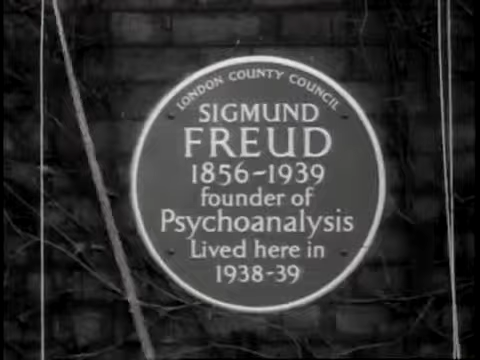 LONDON COUNTY COUNCIL
SIGMUND
FREUD
1856-1939
founder of
Psychoanalysis
Lived here in
1938-39